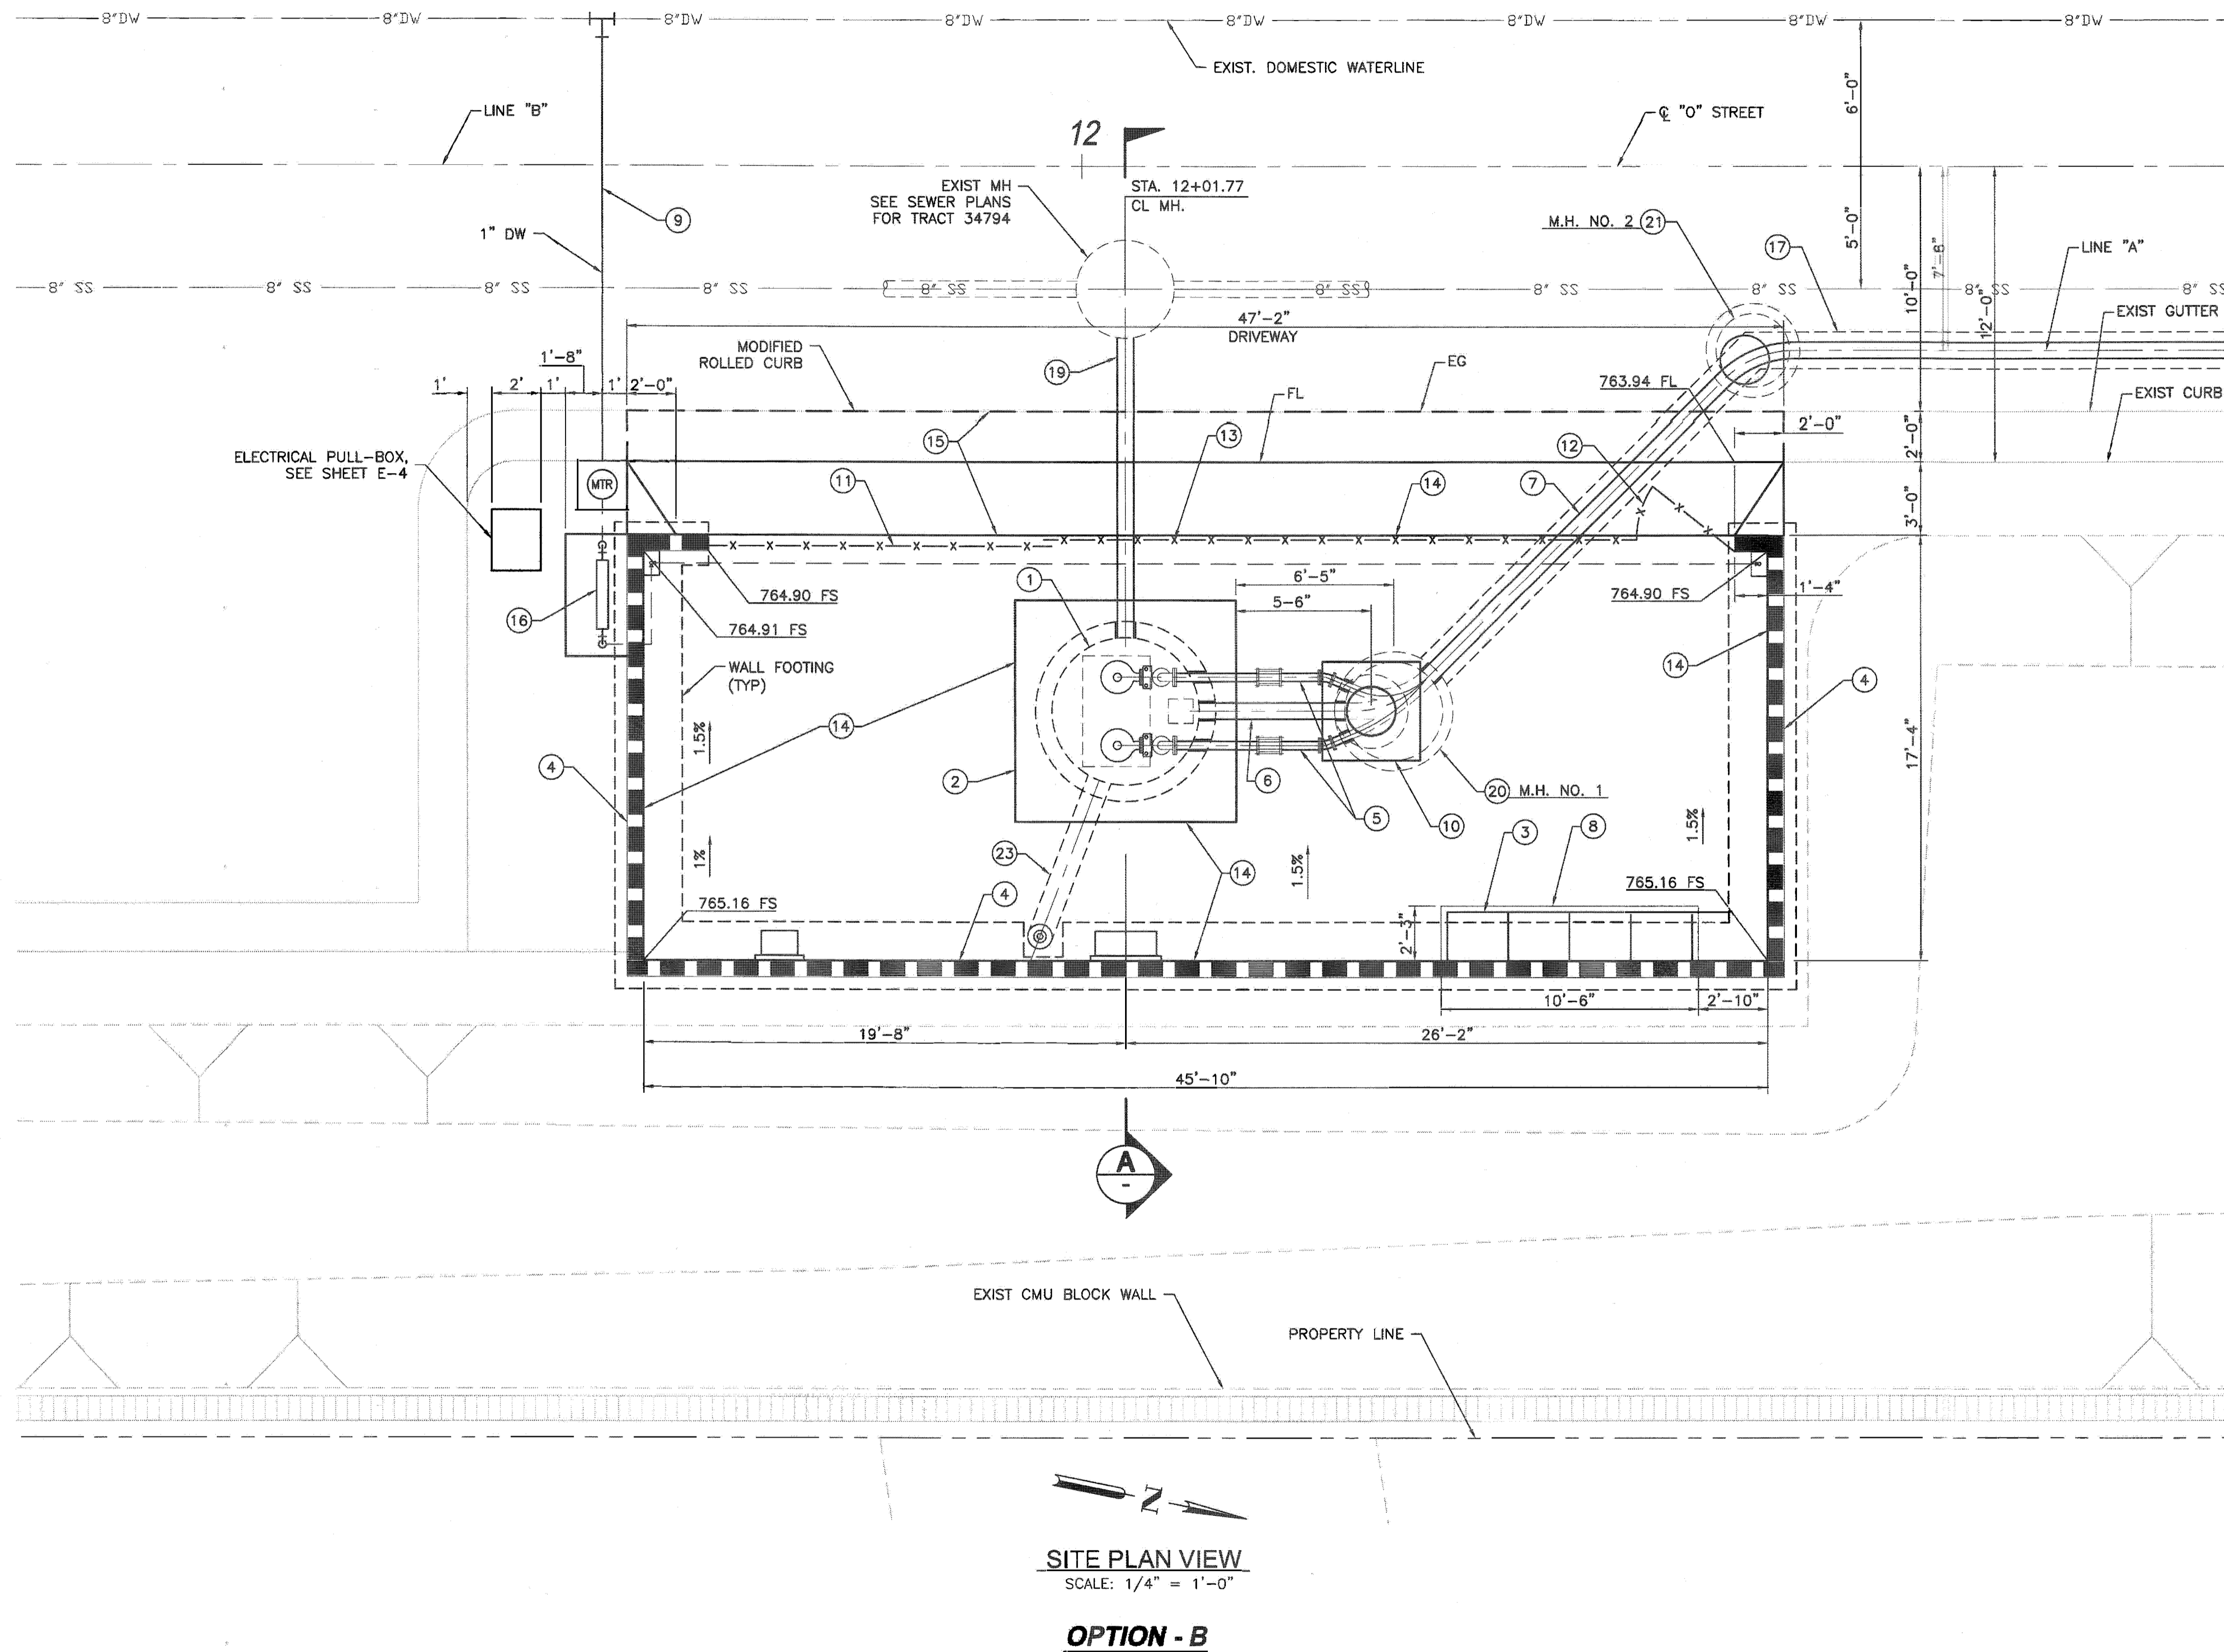 8"DW 8"DW 8"DW 8"DW 8"DW 8"DW 8"DW 8"DW
EXIST. DOMESTIC WATERLINE
6'-0"
LINE "B"
℄ "O" STREET
12
EXIST MH
SEE SEWER PLANS
FOR TRACT 34794
STA. 12+01.77
CL MH.
9
M.H. NO. 2 21
17
5'-0"
1" DW
LINE "A"
7'-8"
10'-0"
12'-0"
8" SS 8" SS 8" SS 8" SS 8" SS 8" SS 8" SS 8" SS 8" SS 8" SS
EXIST GUTTER
47'-2"
DRIVEWAY
MODIFIED
ROLLED CURB
1'-8"
19
EG
763.94 FL
1' 2' 1' 1' 2'-0"
FL
EXIST CURB
2'-0"
2'-0"
15
13
12
ELECTRICAL PULL-BOX,
SEE SHEET E-4
MTR
11
14
7
3'-0"
1
6'-5"
764.90 FS
764.90 FS
1'-4"
5-6"
16
764.91 FS
WALL FOOTING
(TYP)
14
4
14
1.5%
17'-4"
4
2
6
20 M.H. NO. 1
5
10
3
8
1.5%
1%
23
14
1.5%
4
765.16 FS
765.16 FS
2'-3"
10'-6"
2'-10"
19'-8"
26'-2"
45'-10"
A
-
EXIST CMU BLOCK WALL
PROPERTY LINE
N
SITE PLAN VIEW
SCALE: 1/4" = 1'-0"
OPTION - B